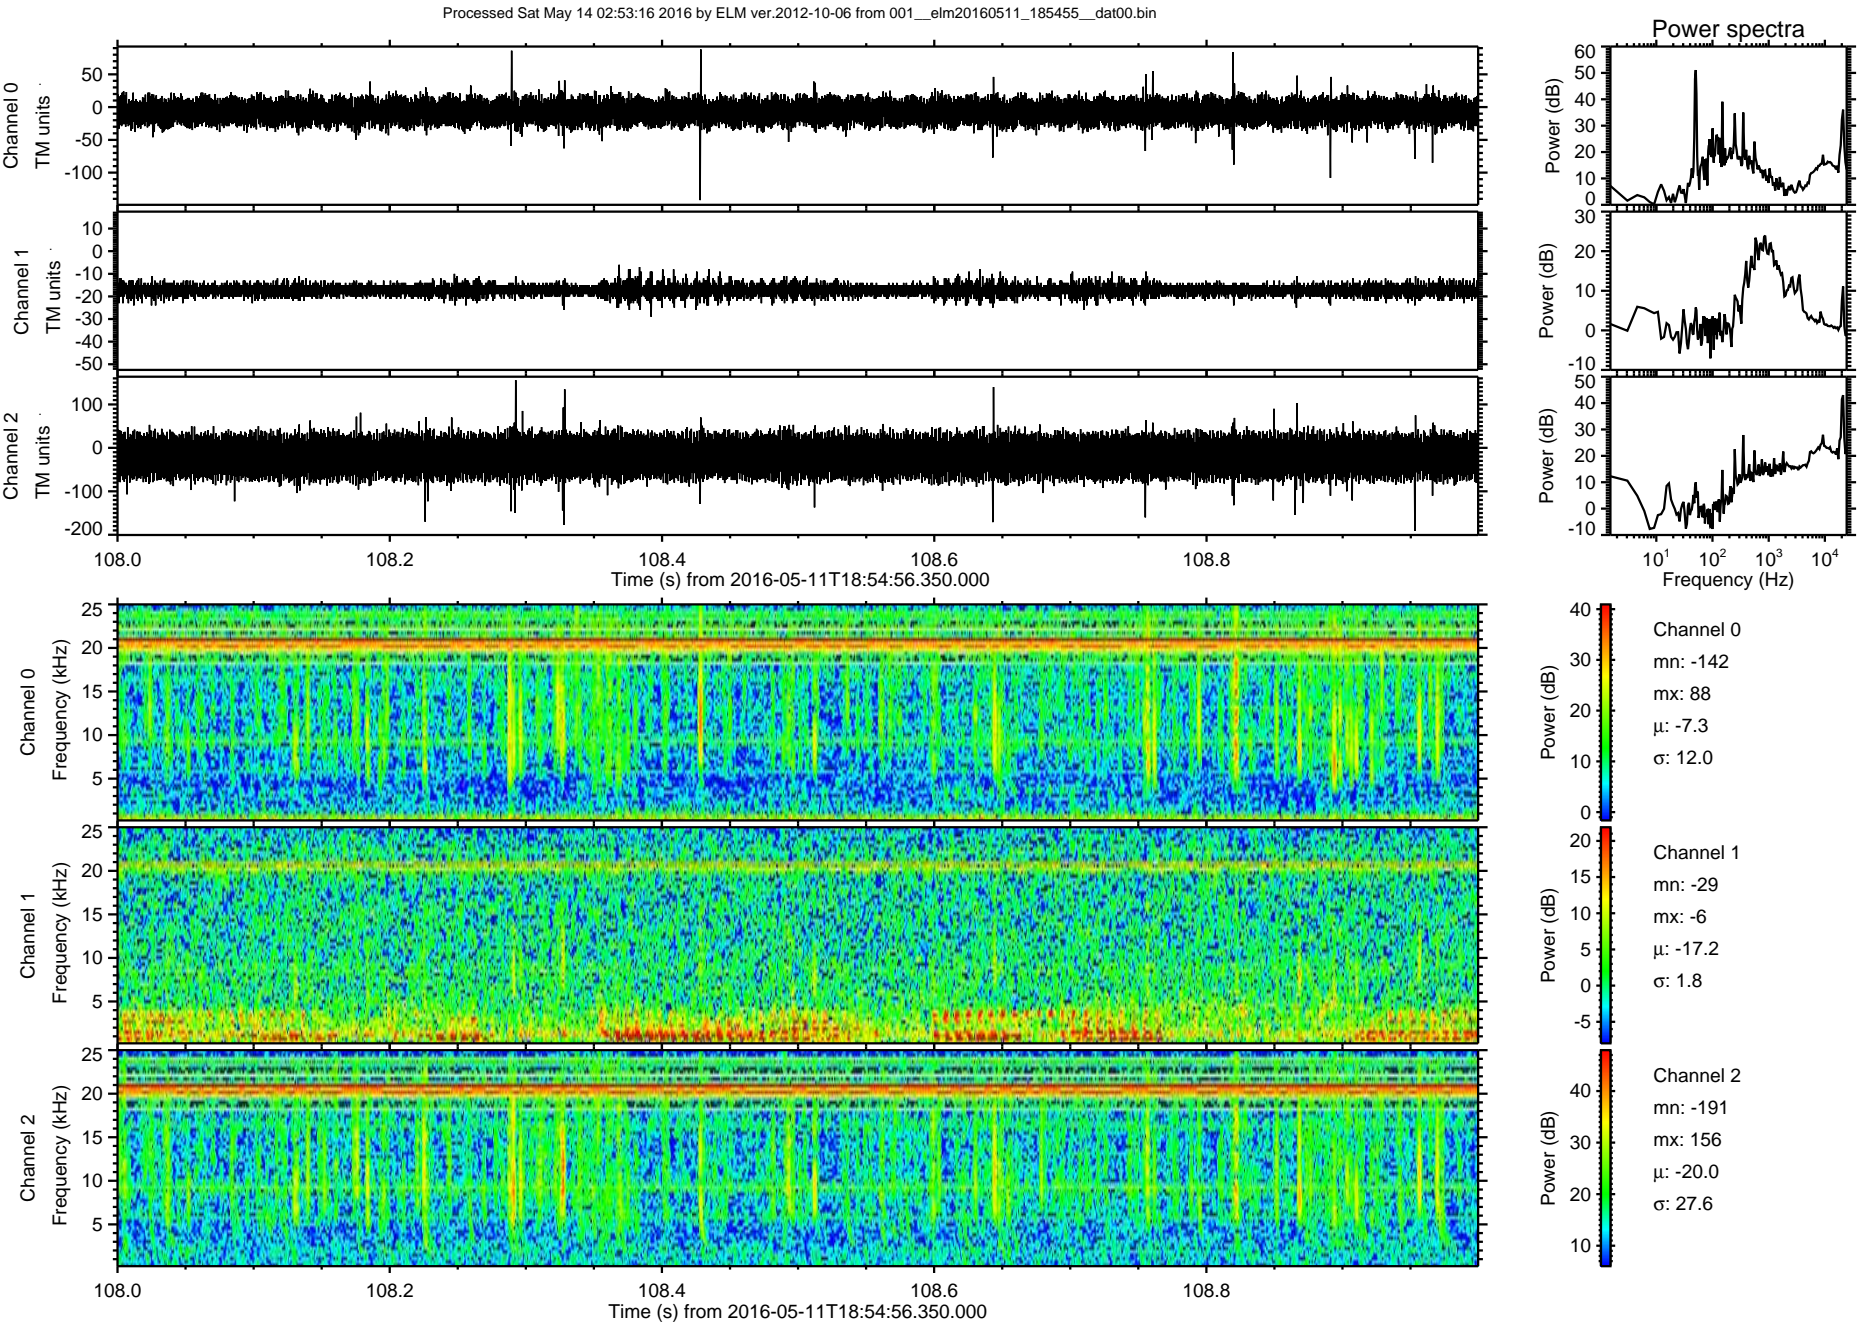 Processed Sat May 14 02:53:16 2016 by ELM ver.2012-10-06 from 001__elm20160511_185455__dat00.bin
Power spectra
Channel 0
TM units
50
0
-50
-100
Power (dB)
60
50
40
30
20
10
0
Channel 1
TM units
10
0
-10
-20
-30
-40
-50
Power (dB)
30
20
10
0
-10
Channel 2
TM units
100
0
-100
-200
Power (dB)
50
40
30
20
10
0
-10
108.0 108.2 108.4 108.6 108.8
Time (s) from 2016-05-11T18:54:56.350.000
10¹ 10² 10³ 10⁴
Frequency (Hz)
Channel 0
Frequency (kHz)
25
20
15
10
5
Power (dB)
40
30
20
10
0
Channel 0
mn: -142
mx: 88
μ: -7.3
σ: 12.0
Channel 1
Frequency (kHz)
25
20
15
10
5
Power (dB)
20
15
10
5
0
-5
Channel 1
mn: -29
mx: -6
μ: -17.2
σ: 1.8
Channel 2
Frequency (kHz)
25
20
15
10
5
Power (dB)
40
30
20
10
Channel 2
mn: -191
mx: 156
μ: -20.0
σ: 27.6
108.0 108.2 108.4 108.6 108.8
Time (s) from 2016-05-11T18:54:56.350.000